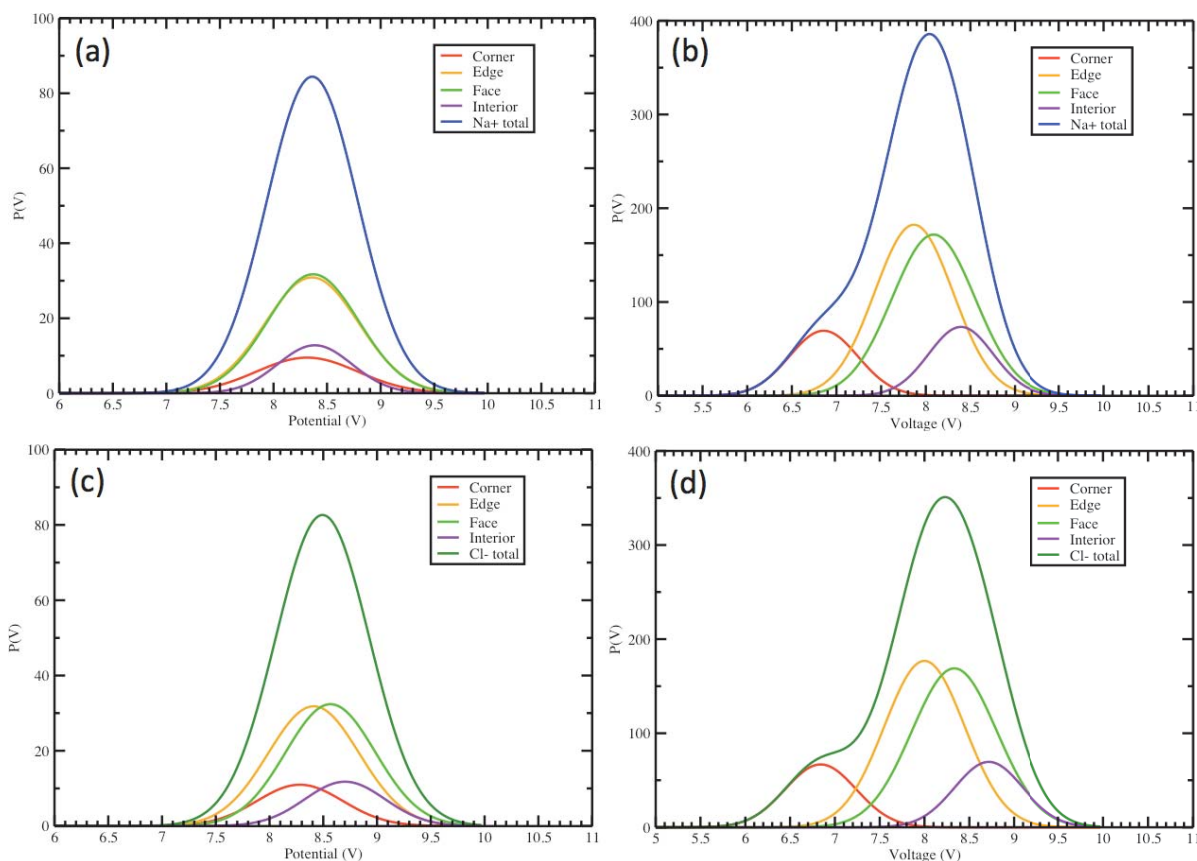 (a)
Corner
Edge
Face
Interior
Na+ total
P(V)
100
80
60
40
20
0
6 6.5 7 7.5 8 8.5 9 9.5 10 10.5 11
Potential (V)
(b)
Corner
Edge
Face
Interior
Na+ total
P(V)
400
300
200
100
0
5 5.5 6 6.5 7 7.5 8 8.5 9 9.5 10 10.5 11
Voltage (V)
(c)
Corner
Edge
Face
Interior
Cl- total
P(V)
100
80
60
40
20
0
6 6.5 7 7.5 8 8.5 9 9.5 10 10.5 11
Potential (V)
(d)
Corner
Edge
Face
Interior
Cl- total
P(V)
400
300
200
100
0
5 5.5 6 6.5 7 7.5 8 8.5 9 9.5 10 10.5 11
Voltage (V)